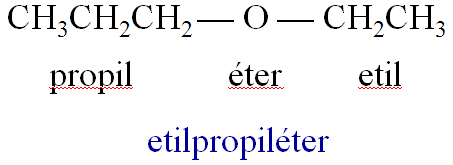 CH₃CH₂CH₂ — O — CH₂CH₃
propil éter etil
etilpropiléter